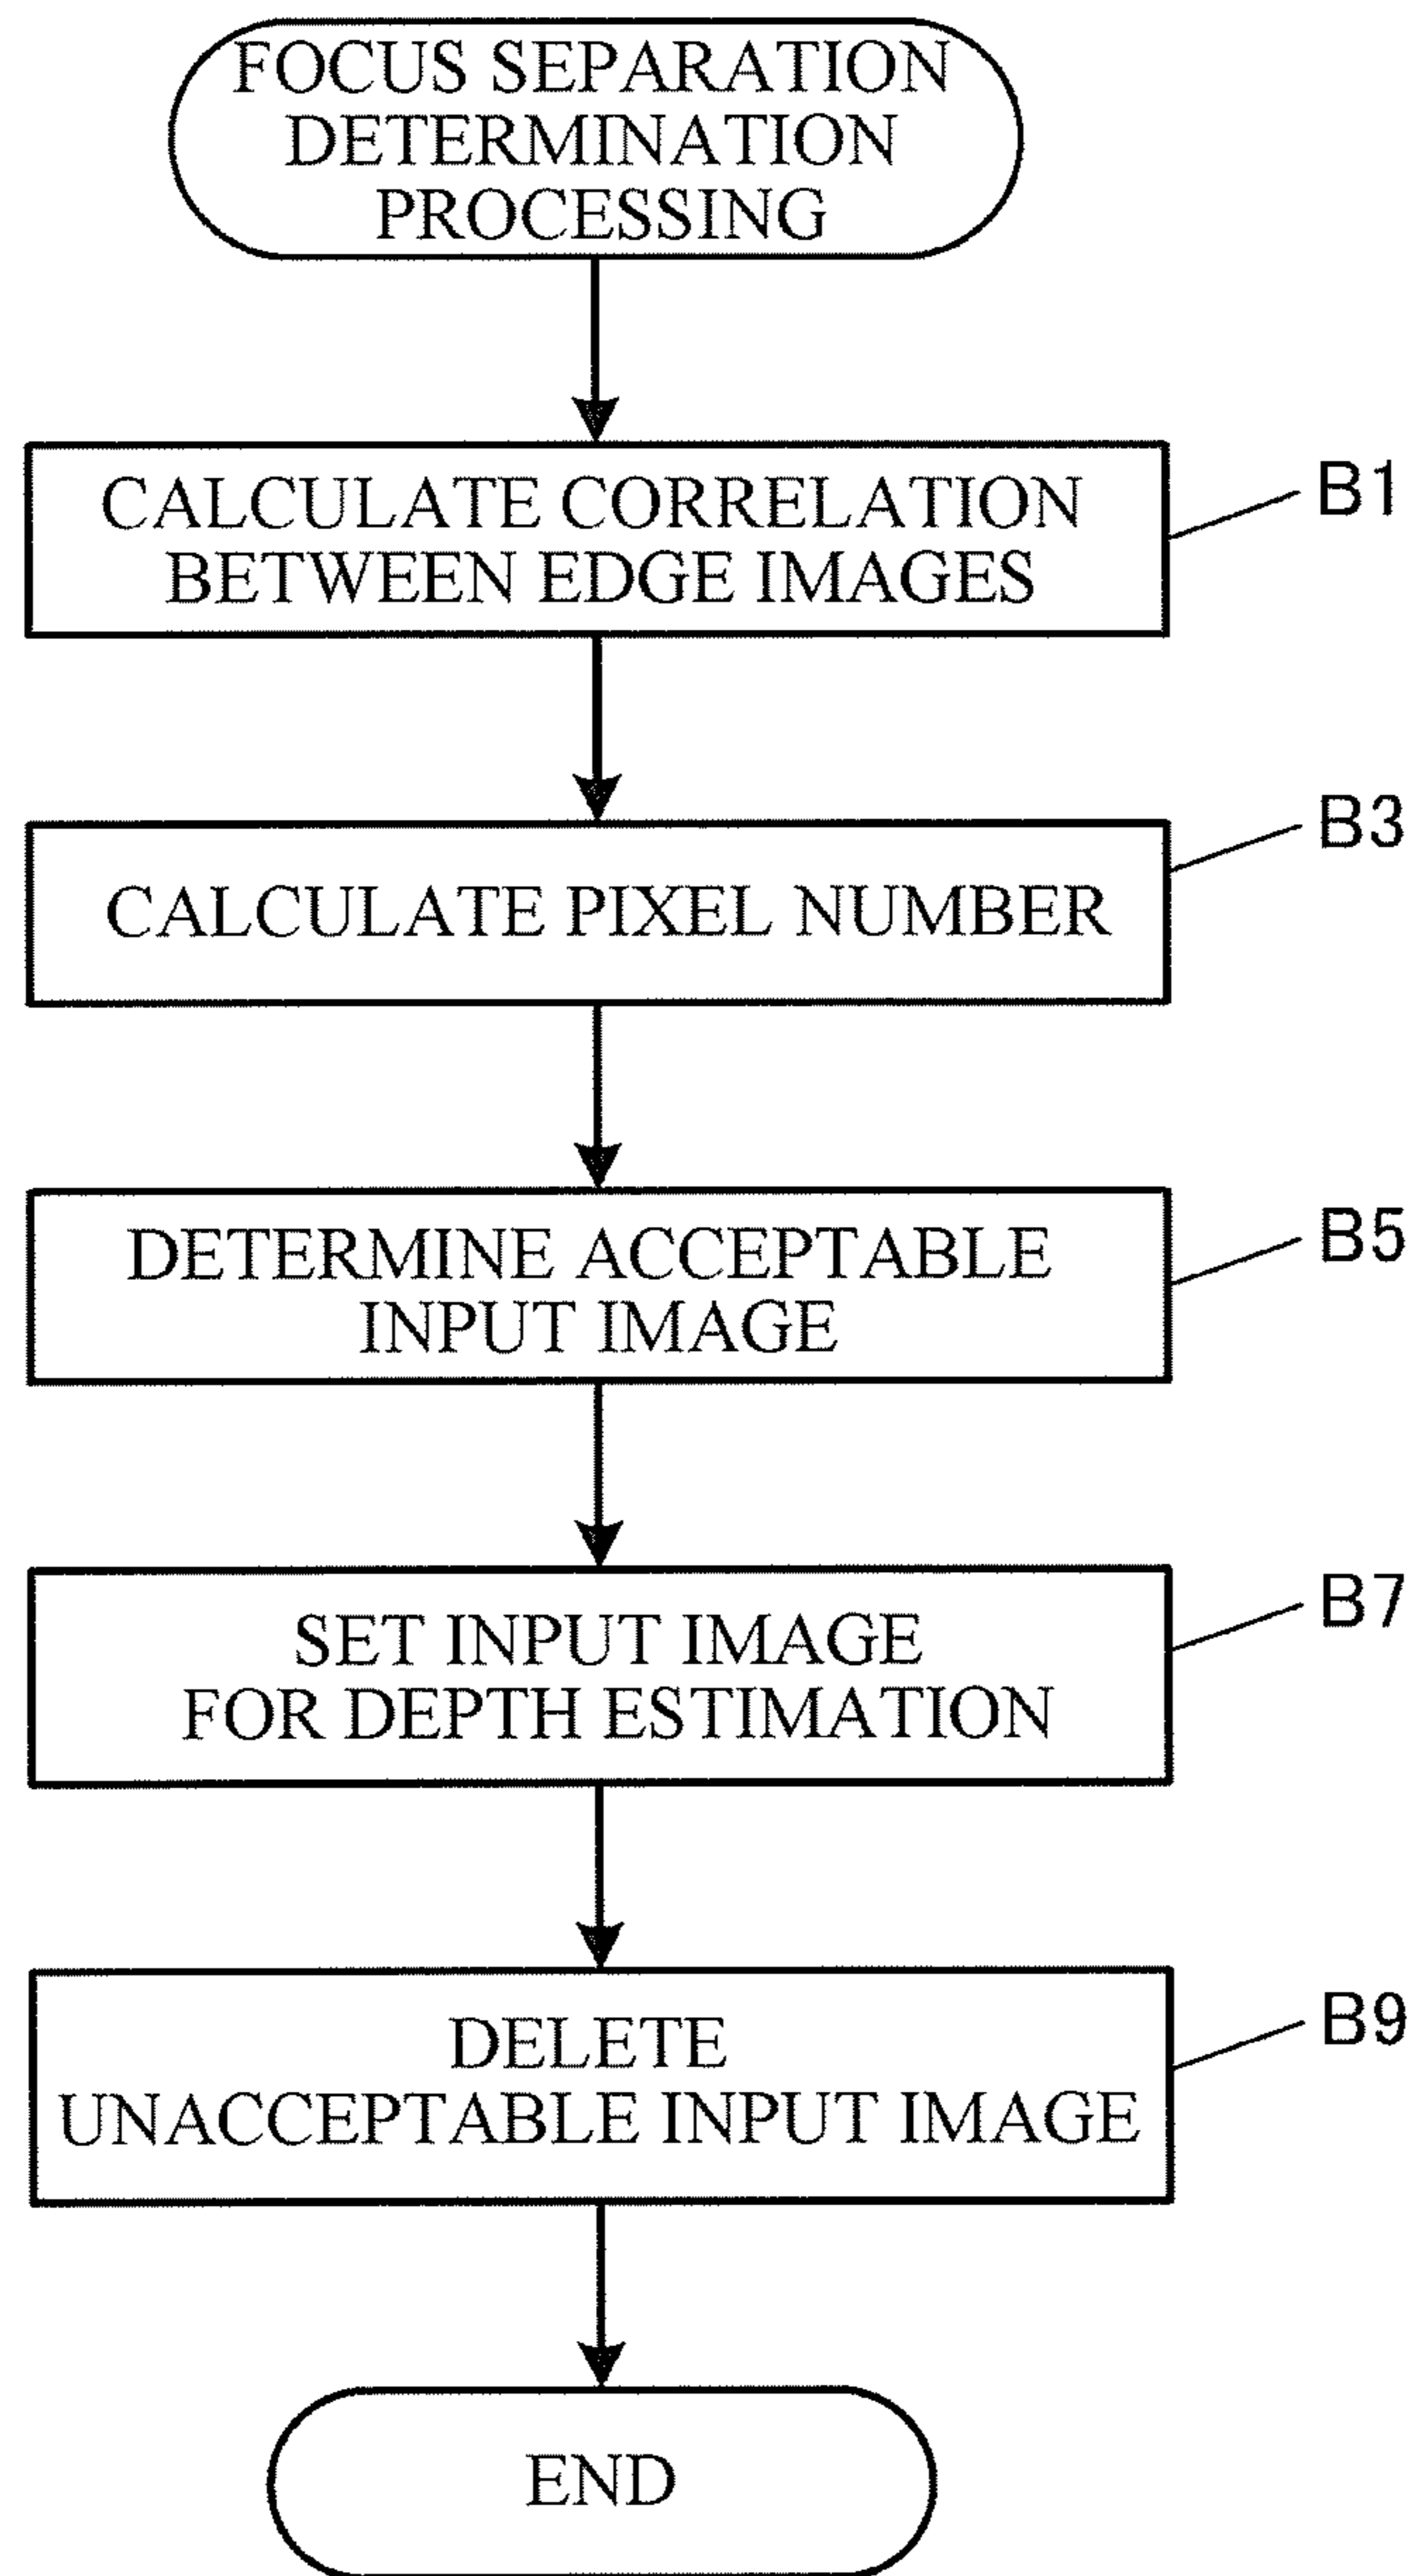 FOCUS SEPARATION
DETERMINATION
PROCESSING
CALCULATE CORRELATION
BETWEEN EDGE IMAGES
B1
CALCULATE PIXEL NUMBER
B3
DETERMINE ACCEPTABLE
INPUT IMAGE
B5
SET INPUT IMAGE
FOR DEPTH ESTIMATION
B7
DELETE
UNACCEPTABLE INPUT IMAGE
B9
END